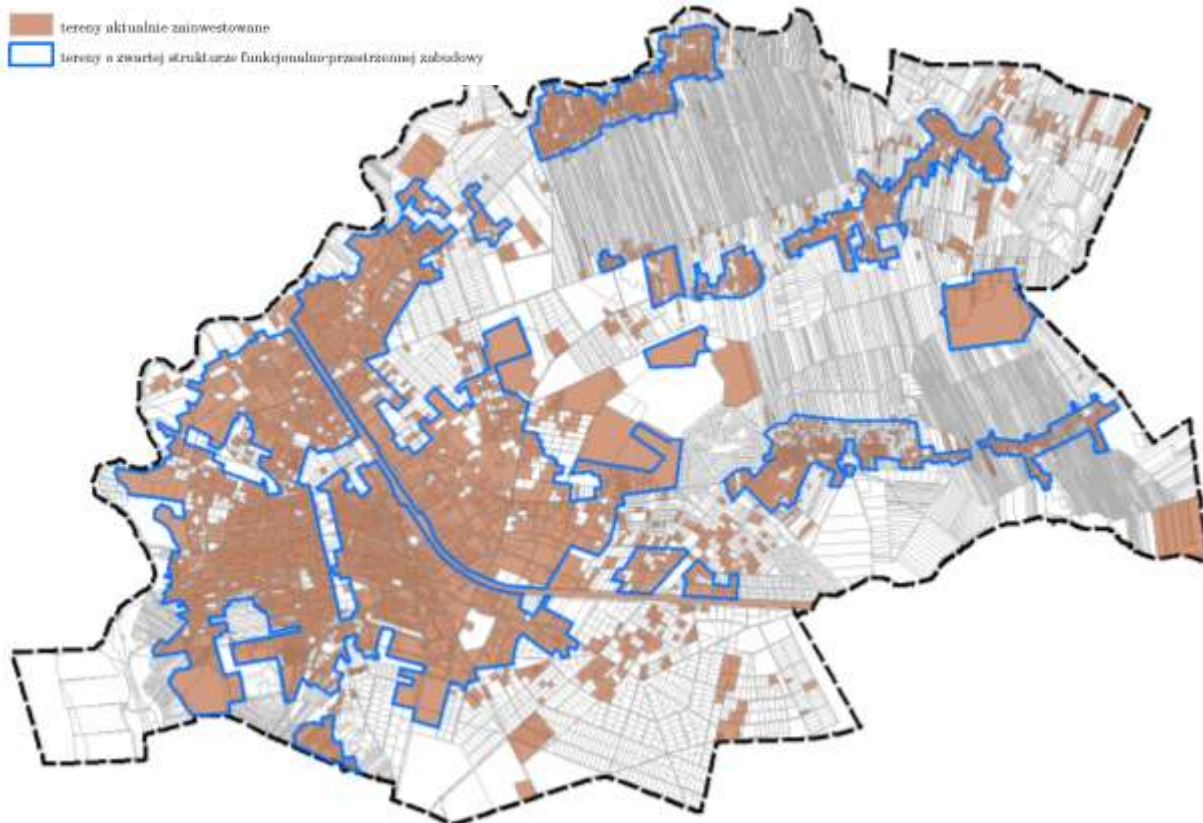 tereny aktualnie zainwestowane
tereny o zwartej strukturze funkcjonalno-przestrzennej zabudowy